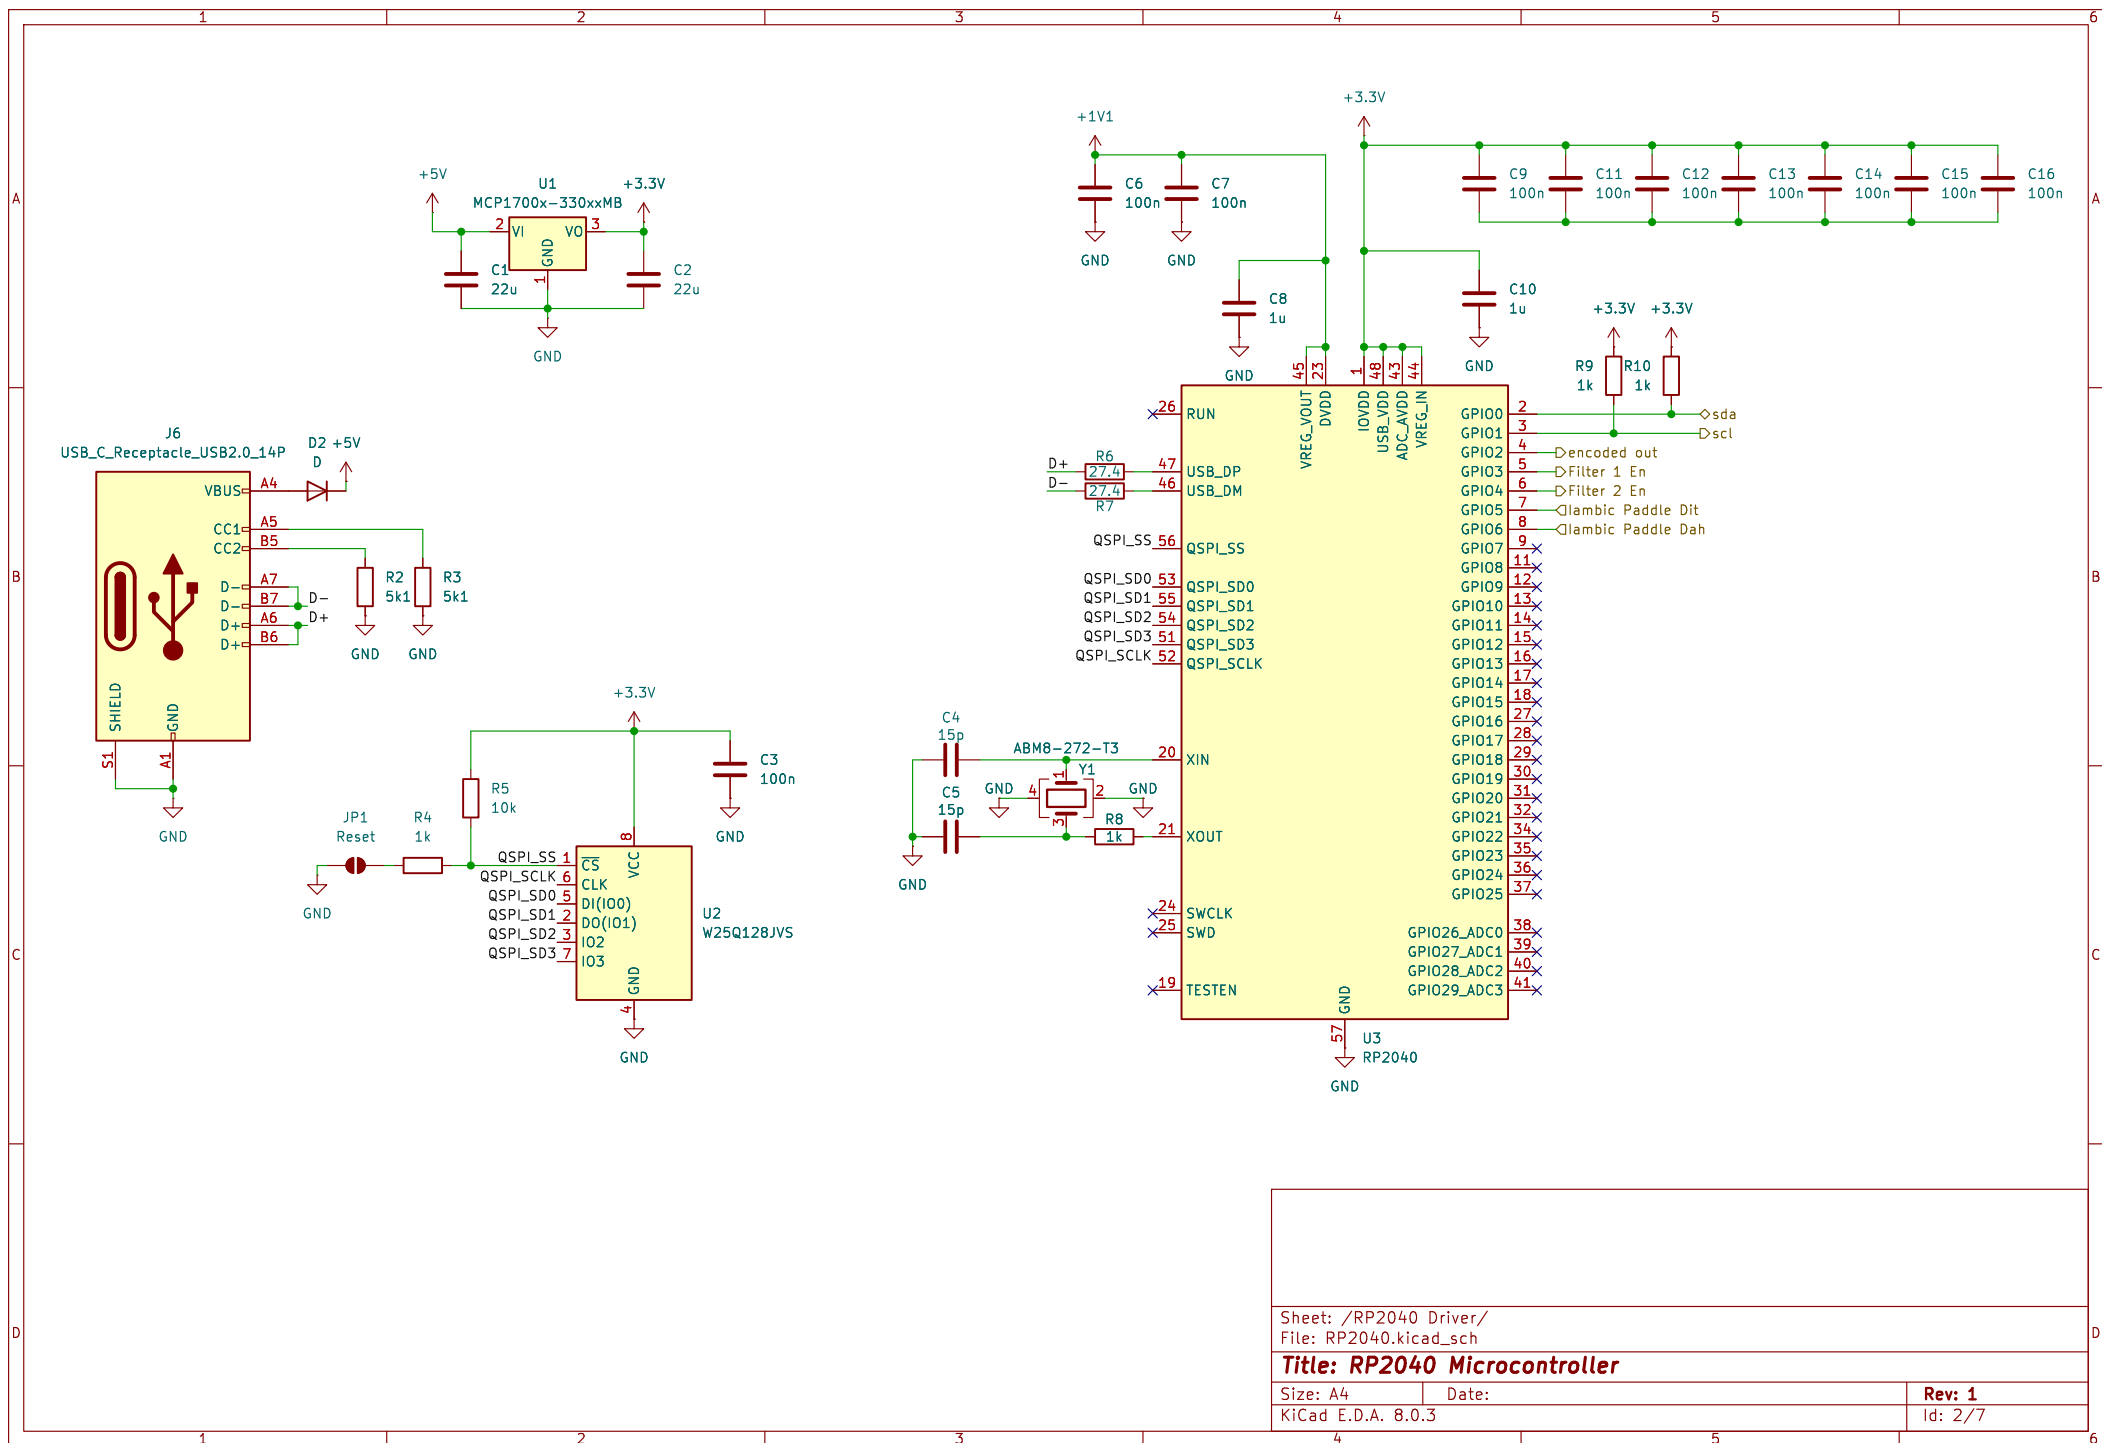 1 2 3 4 5 6
A
B
C
D
A
B
C
D
1 2 3 4 5 6
+5V
U1
MCP1700x-330xxMB
+3.3V
2 VI
VO 3
GND
1
C1
22u
C2
22u
GND
+1V1
C6
100n
C7
100n
GND
GND
C8
1u
GND
+3.3V
C9
100n
C11
100n
C12
100n
C13
100n
C14
100n
C15
100n
C16
100n
C10
1u
GND
+3.3V
+3.3V
R9
1k
R10
1k
J6
USB_C_Receptacle_USB2.0_14P
D2 +5V
D
VBUS A4
CC1 A5
CC2 B5
D- A7
D- B7
D+ A6
D+ B6
SHIELD
GND
S1
A1
GND
D-
D+
R2
5k1
R3
5k1
GND
GND
+3.3V
R5
10k
C3
100n
GND
JP1
Reset
R4
1k
GND
QSPI_SS 1 CS
QSPI_SCLK 6 CLK
QSPI_SD0 5 DI(IO0)
QSPI_SD1 2 DO(IO1)
QSPI_SD2 3 IO2
QSPI_SD3 7 IO3
8
VCC
GND
4
U2
W25Q128JVS
GND
C4
15p
C5
15p
GND
ABM8-272-T3
Y1
1
2
3
4
GND
GND
R8
1k
D+
D-
R6
27.4
27.4
R7
45
23
1
48
43
44
VREG_VOUT
DVDD
IOVDD
USB_VDD
ADC_AVDD
VREG_IN
26 RUN
47 USB_DP
46 USB_DM
QSPI_SS 56 QSPI_SS
QSPI_SD0 53 QSPI_SD0
QSPI_SD1 55 QSPI_SD1
QSPI_SD2 54 QSPI_SD2
QSPI_SD3 51 QSPI_SD3
QSPI_SCLK 52 QSPI_SCLK
20 XIN
21 XOUT
24 SWCLK
25 SWD
19 TESTEN
GPIO0 2 sda
GPIO1 3 scl
GPIO2 4 encoded out
GPIO3 5 Filter 1 En
GPIO4 6 Filter 2 En
GPIO5 7 Iambic Paddle Dit
GPIO6 8 Iambic Paddle Dah
GPIO7 9
GPIO8 11
GPIO9 12
GPIO10 13
GPIO11 14
GPIO12 15
GPIO13 16
GPIO14 17
GPIO15 18
GPIO16 27
GPIO17 28
GPIO18 29
GPIO19 30
GPIO20 31
GPIO21 32
GPIO22 34
GPIO23 35
GPIO24 36
GPIO25 37
GPIO26_ADC0 38
GPIO27_ADC1 39
GPIO28_ADC2 40
GPIO29_ADC3 41
GND
57
U3
RP2040
GND
Sheet: /RP2040 Driver/
File: RP2040.kicad_sch
Title: RP2040 Microcontroller
Size: A4 Date: Rev: 1
KiCad E.D.A. 8.0.3 Id: 2/7